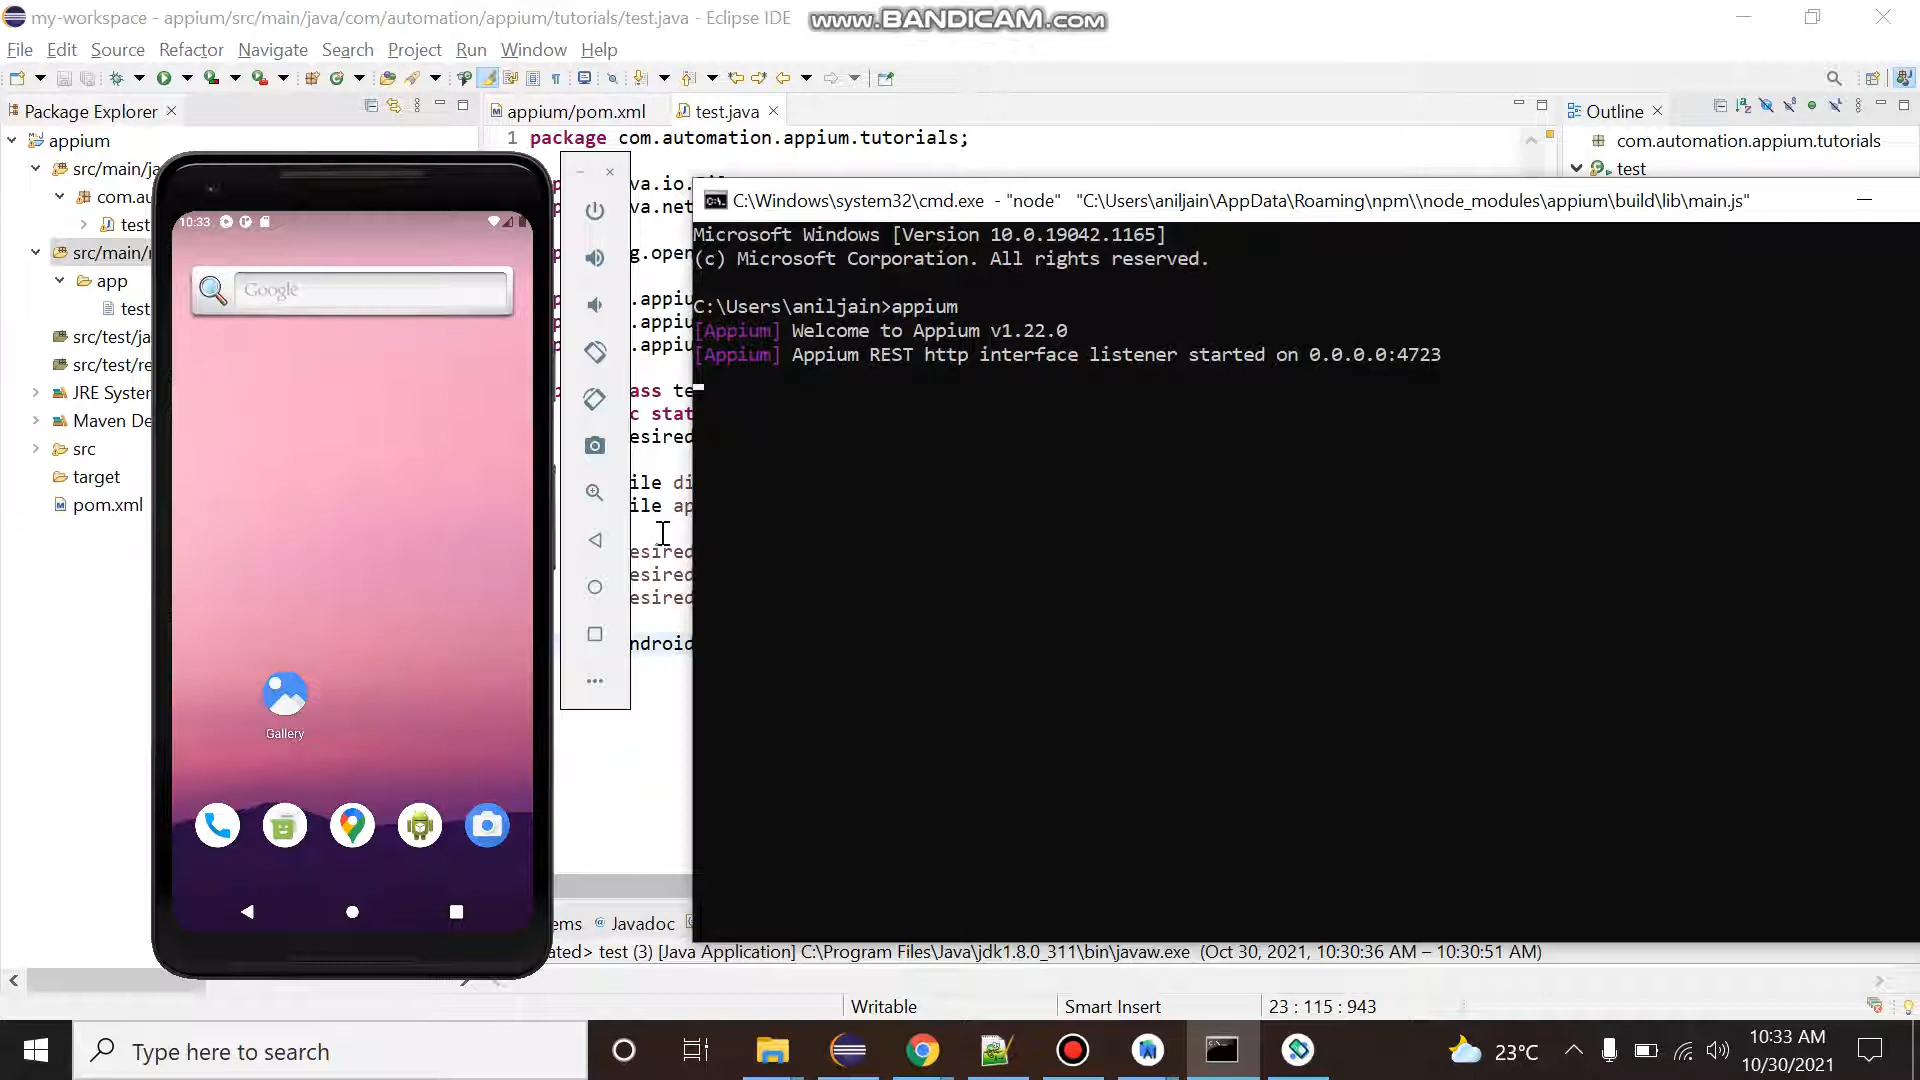 my-workspace - appium/src/main/java/com/automation/appium/tutorials/test.java - Eclipse IDE
www.BANDICAM.com
File Edit Source Refactor Navigate Search Project Run Window Help
Package Explorer
appium/pom.xml
test.java
Outline
appium
src/main/ja
com.au
test
src/main/r
app
test
src/test/ja
src/test/re
JRE System
Maven De
src
target
pom.xml
1 package com.automation.appium.tutorials;
va.net
g.open
.appiu
.appiu
.appiu
ass te
c stat
esired
ile di
ile ap
esired
esired
esired
ndroid
com.automation.appium.tutorials
test
10:33
Google
Gallery
C:\Windows\system32\cmd.exe - "node" "C:\Users\aniljain\AppData\Roaming\npm\\node_modules\appium\build\lib\main.js"
Microsoft Windows [Version 10.0.19042.1165]
(c) Microsoft Corporation. All rights reserved.
C:\Users\aniljain>appium
[Appium] Welcome to Appium v1.22.0
[Appium] Appium REST http interface listener started on 0.0.0.0:4723
ems @ Javadoc
ated> test (3) [Java Application] C:\Program Files\Java\jdk1.8.0_311\bin\javaw.exe (Oct 30, 2021, 10:30:36 AM – 10:30:51 AM)
Writable
Smart Insert
23 : 115 : 943
Type here to search
23°C
10:33 AM
10/30/2021